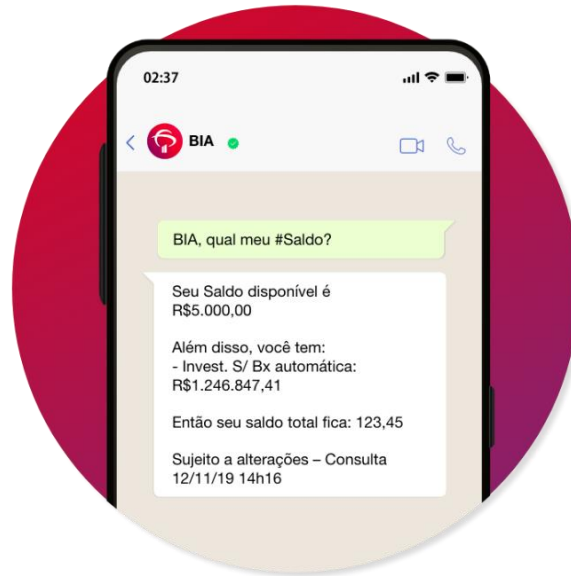 02:37
BIA
BIA, qual meu #Saldo?
Seu Saldo disponível é
R$5.000,00
Além disso, você tem:
- Invest. S/ Bx automática:
R$1.246.847,41
Então seu saldo total fica: 123,45
Sujeito a alterações – Consulta
12/11/19 14h16